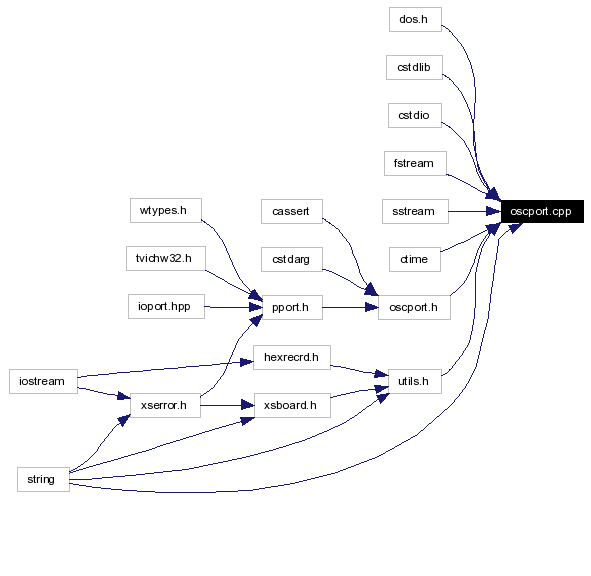 dos.h
cstdlib
cstdio
fstream
wtypes.h
cassert
sstream
oscport.cpp
tvichw32.h
cstdarg
ctime
ioport.hpp
pport.h
oscport.h
hexrecrd.h
iostream
utils.h
xserror.h
xsboard.h
string